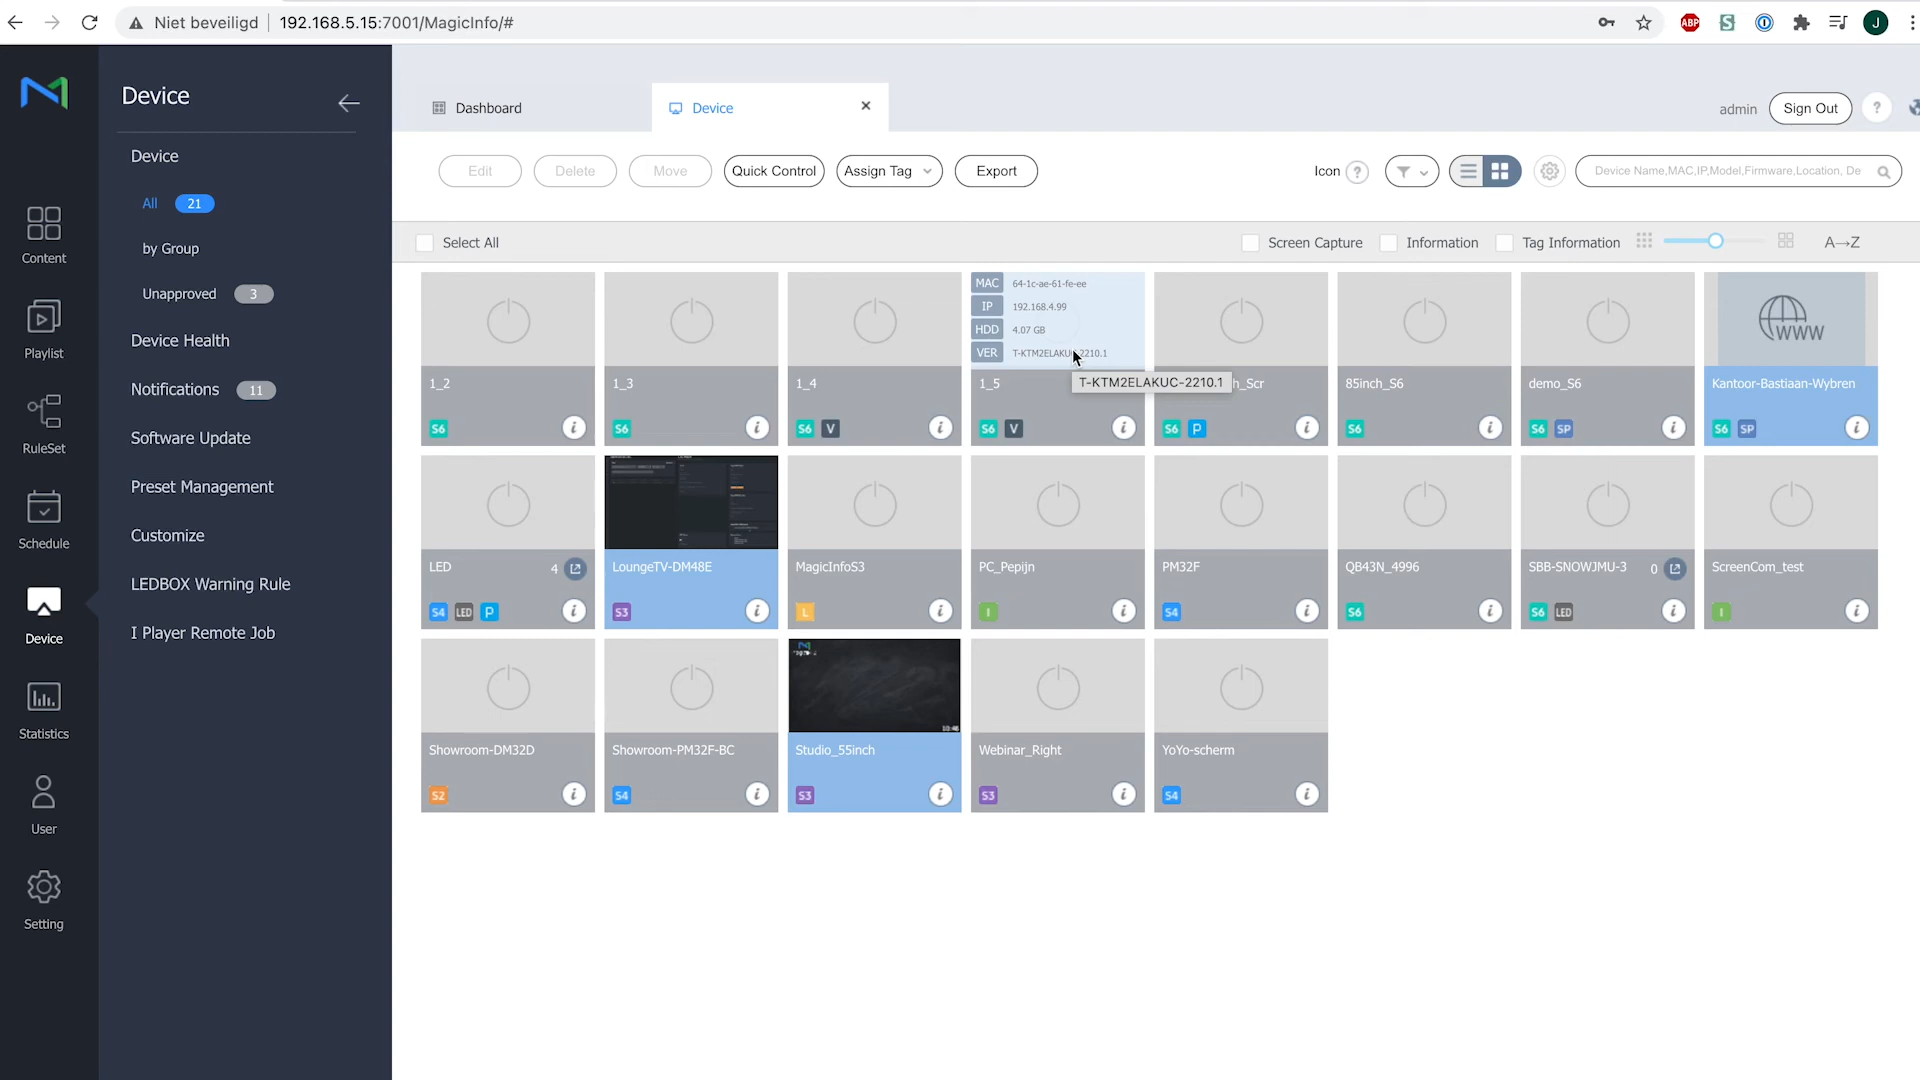 Niet beveiligd
192.168.5.15:7001/MagicInfo/#
ABP
J
Device
Dashboard
Device
admin
Sign Out
?
Device
All 21
by Group
Unapproved 3
Device Health
Notifications 11
Software Update
Preset Management
Customize
LEDBOX Warning Rule
I Player Remote Job
Content
Playlist
RuleSet
Schedule
Device
Statistics
User
Setting
Edit
Delete
Move
Quick Control
Assign Tag
Export
Icon ?
Device Name,MAC,IP,Model,Firmware,Location, De
Select All
Screen Capture
Information
Tag Information
A→Z
MAC 64-1c-ae-61-fe-ee
IP 192.168.4.99
HDD 4.07 GB
VER
T-KTM2ELAKUC-2210.1
WWW
1_2
1_3
1_4
1_5
h_Scr
85inch_S6
demo_S6
Kantoor-Bastiaan-Wybren
S6 i
S6 i
S6 V i
S6 V i
S6 P i
S6 i
S6 SP i
S6 SP i
LED 4
LoungeTV-DM48E
MagicInfoS3
PC_Pepijn
PM32F
QB43N_4996
SBB-SNOWJMU-3 0
ScreenCom_test
S4 LED P i
S3 i
L i
I i
S4 i
S6 i
S6 LED i
I i
Showroom-DM32D
Showroom-PM32F-BC
Studio_55inch
Webinar_Right
YoYo-scherm
S2 i
S4 i
S3 i
S3 i
S4 i